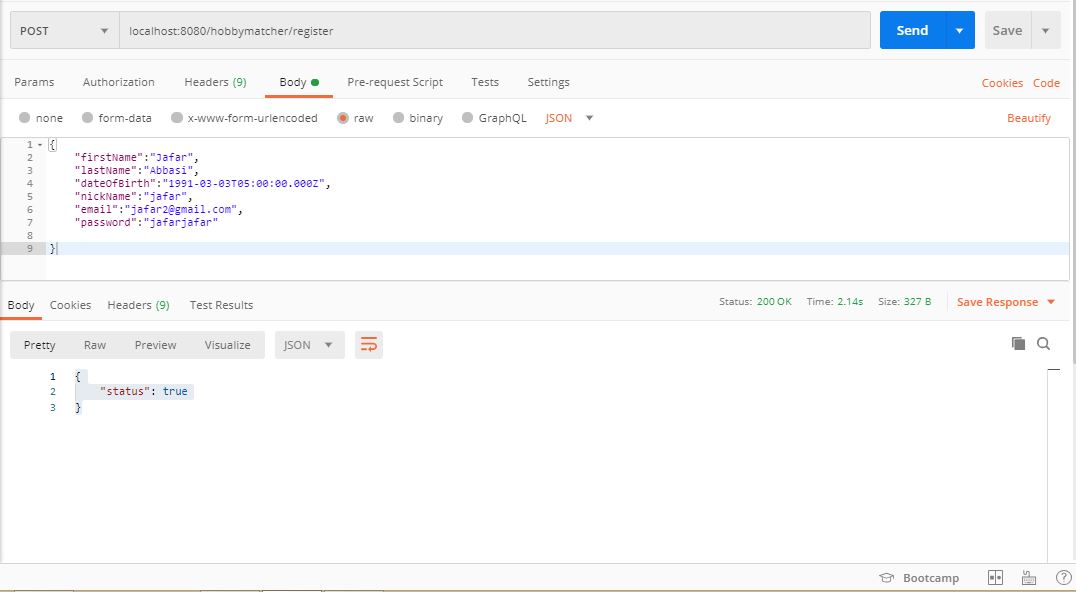 POST localhost:8080/hobbymatcher/register Send Save
Params Authorization Headers (9) Body Pre-request Script Tests Settings Cookies Code
none form-data x-www-form-urlencoded raw binary GraphQL JSON Beautify
1 {
2 "firstName":"Jafar",
3 "lastName":"Abbasi",
4 "dateOfBirth":"1991-03-03T05:00:00.000Z",
5 "nickName":"jafar",
6 "email":"jafar2@gmail.com",
7 "password":"jafarjafar"
8
9 }
Body Cookies Headers (9) Test Results Status: 200 OK Time: 2.14s Size: 327 B Save Response
Pretty Raw Preview Visualize JSON
1 {
2 "status": true
3 }
Bootcamp